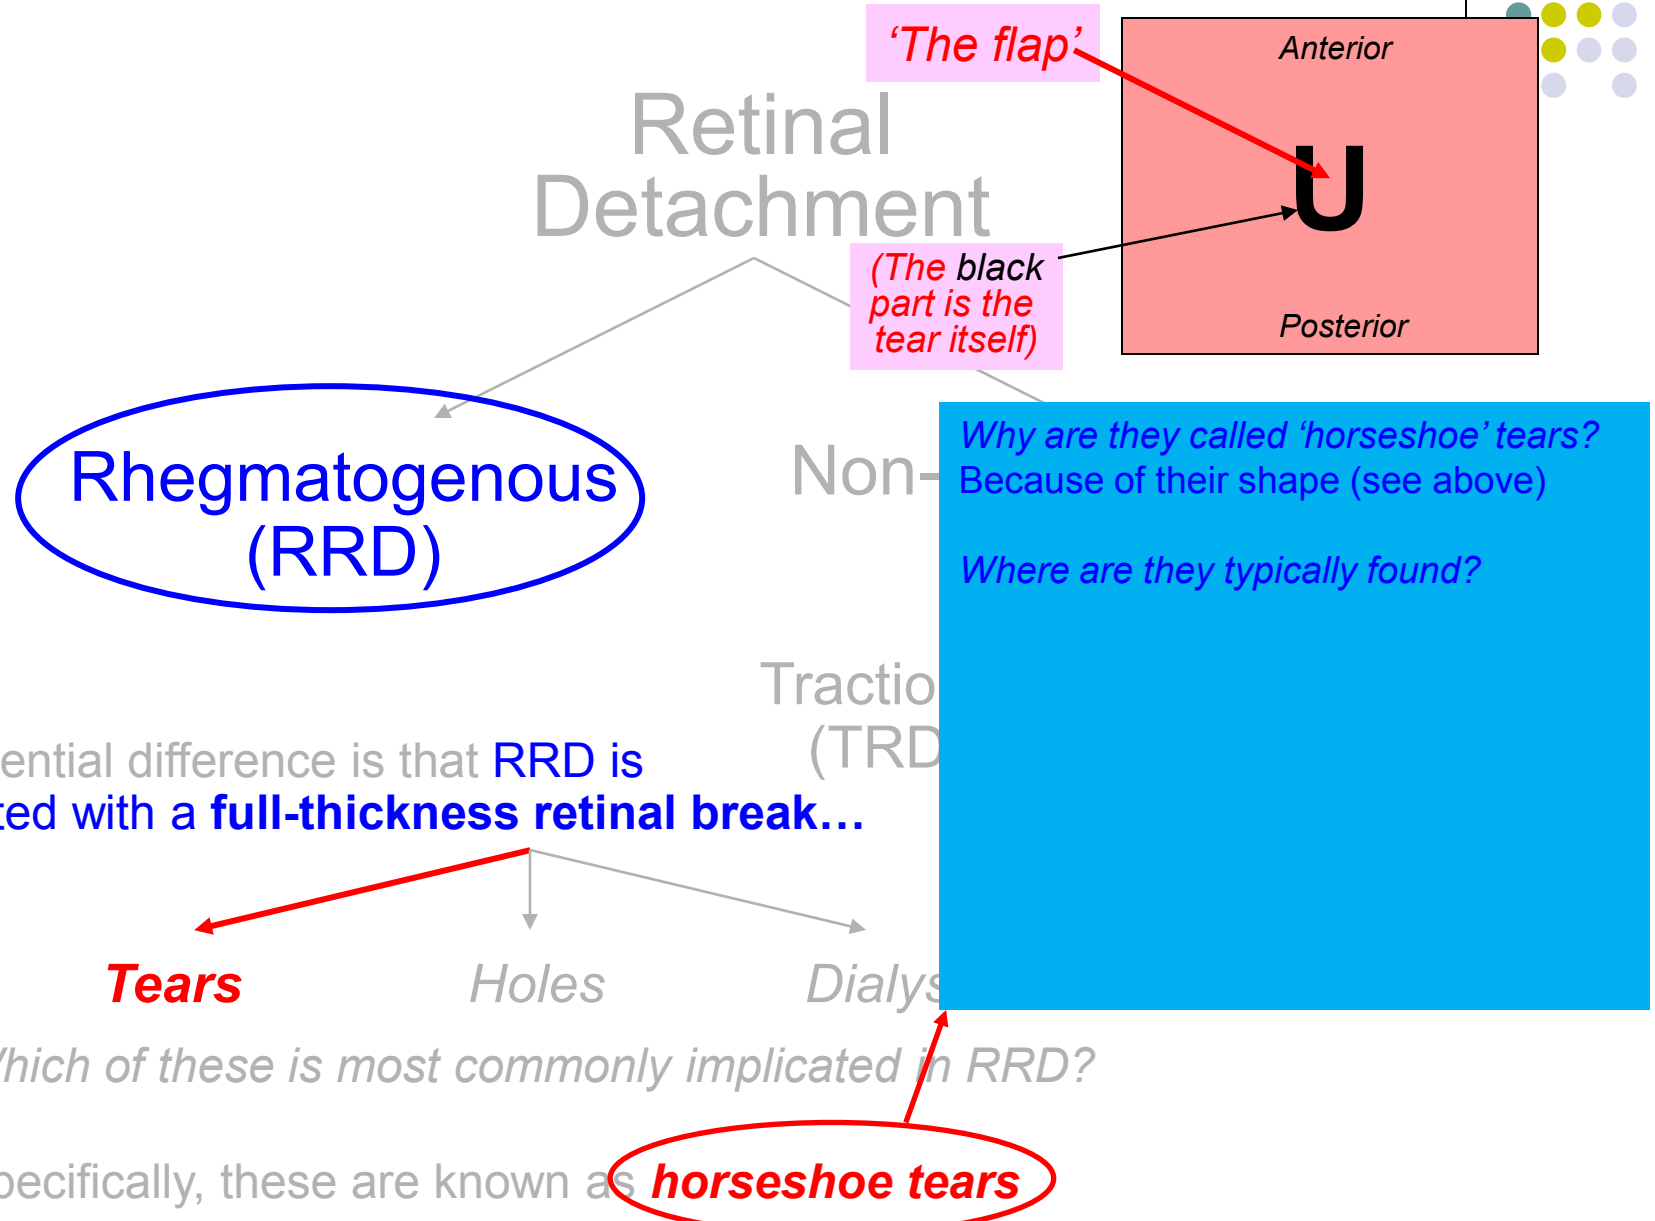 ‘The flap’
Anterior
Retinal
Detachment
U
(The black
part is the
tear itself)
Posterior
Rhegmatogenous
(RRD)
Non-
Why are they called ‘horseshoe’ tears?
Because of their shape (see above)
Where are they typically found?
Tractio
(TRD
ential difference is that RRD is
ted with a full-thickness retinal break…
Tears
Holes
Dialys
Which of these is most commonly implicated in RRD?
pecifically, these are known as horseshoe tears